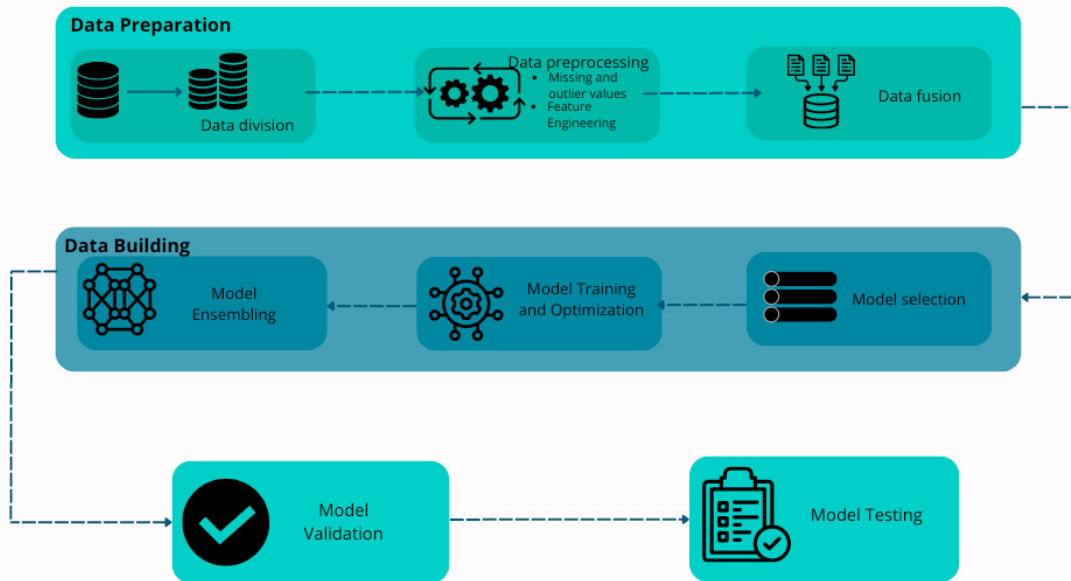 Data Preparation
Data division
Data preprocessing
• Missing and
outlier values
• Feature
Engineering
Data fusion
Data Building
Model
Ensembling
Model Training
and Optimization
Model selection
Model
Validation
Model Testing